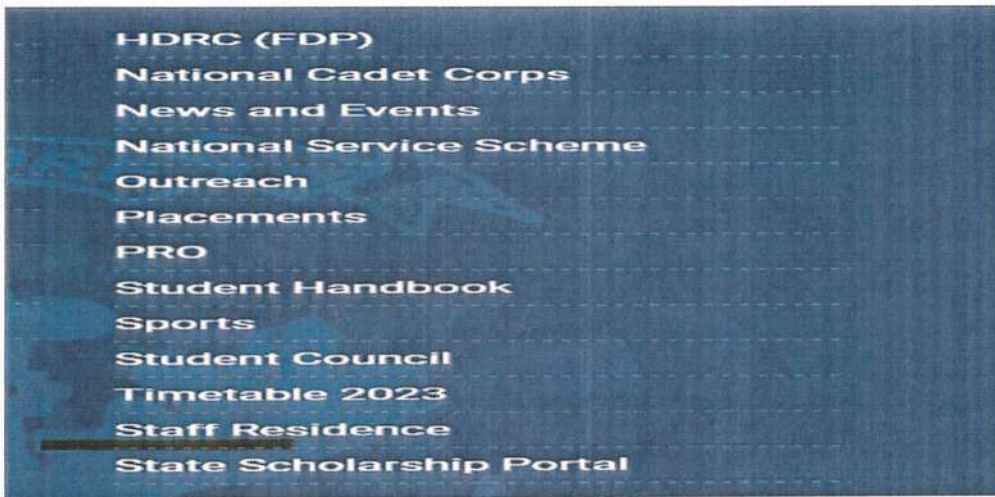 HDRC (FDP)
National Cadet Corps
News and Events
National Service Scheme
Outreach
Placements
PRO
Student Handbook
Sports
Student Council
Timetable 2023
Staff Residence
State Scholarship Portal